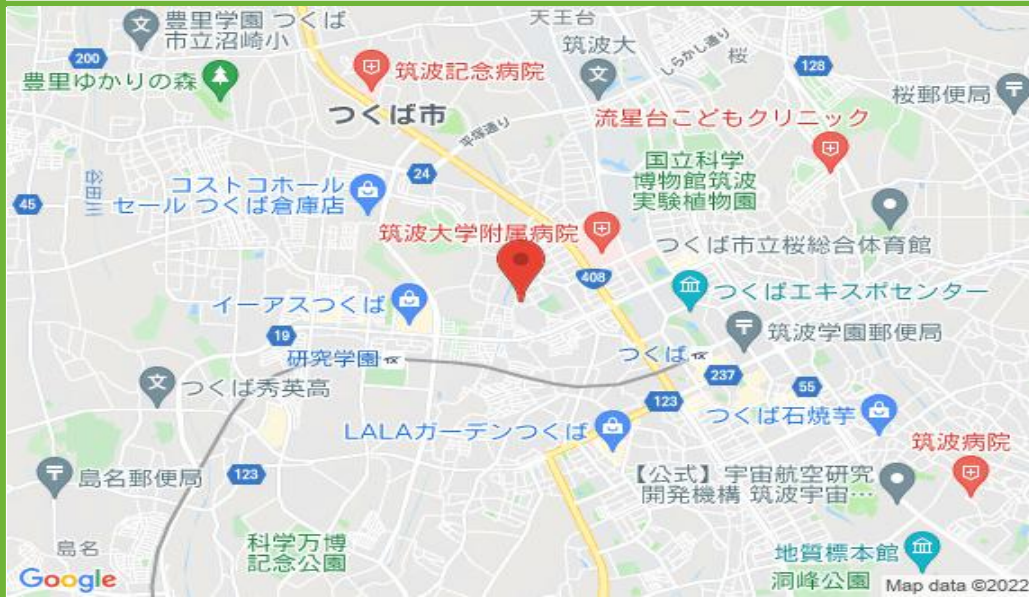 豊里学園 つくば
市立沼崎小
天王台
筑波大
しらかし通り
桜
200
128
豊里ゆかりの森
筑波記念病院
桜郵便局
つくば市
平塚通り
流星台こどもクリニック
谷田川
24
国立科学
博物館筑波
実験植物園
コストコホール
セール つくば倉庫店
45
筑波大学附属病院
つくば市立桜総合体育館
408
イーアスつくば
つくばエキスポセンター
19
筑波学園郵便局
研究学園
つくば
237
55
つくば秀英高
123
つくば石焼芋
LALAガーデンつくば
筑波病院
島名郵便局
123
【公式】宇宙航空研究
開発機構 筑波宇宙…
島名
科学万博
記念公園
地質標本館
洞峰公園
Google
Map data ©2022